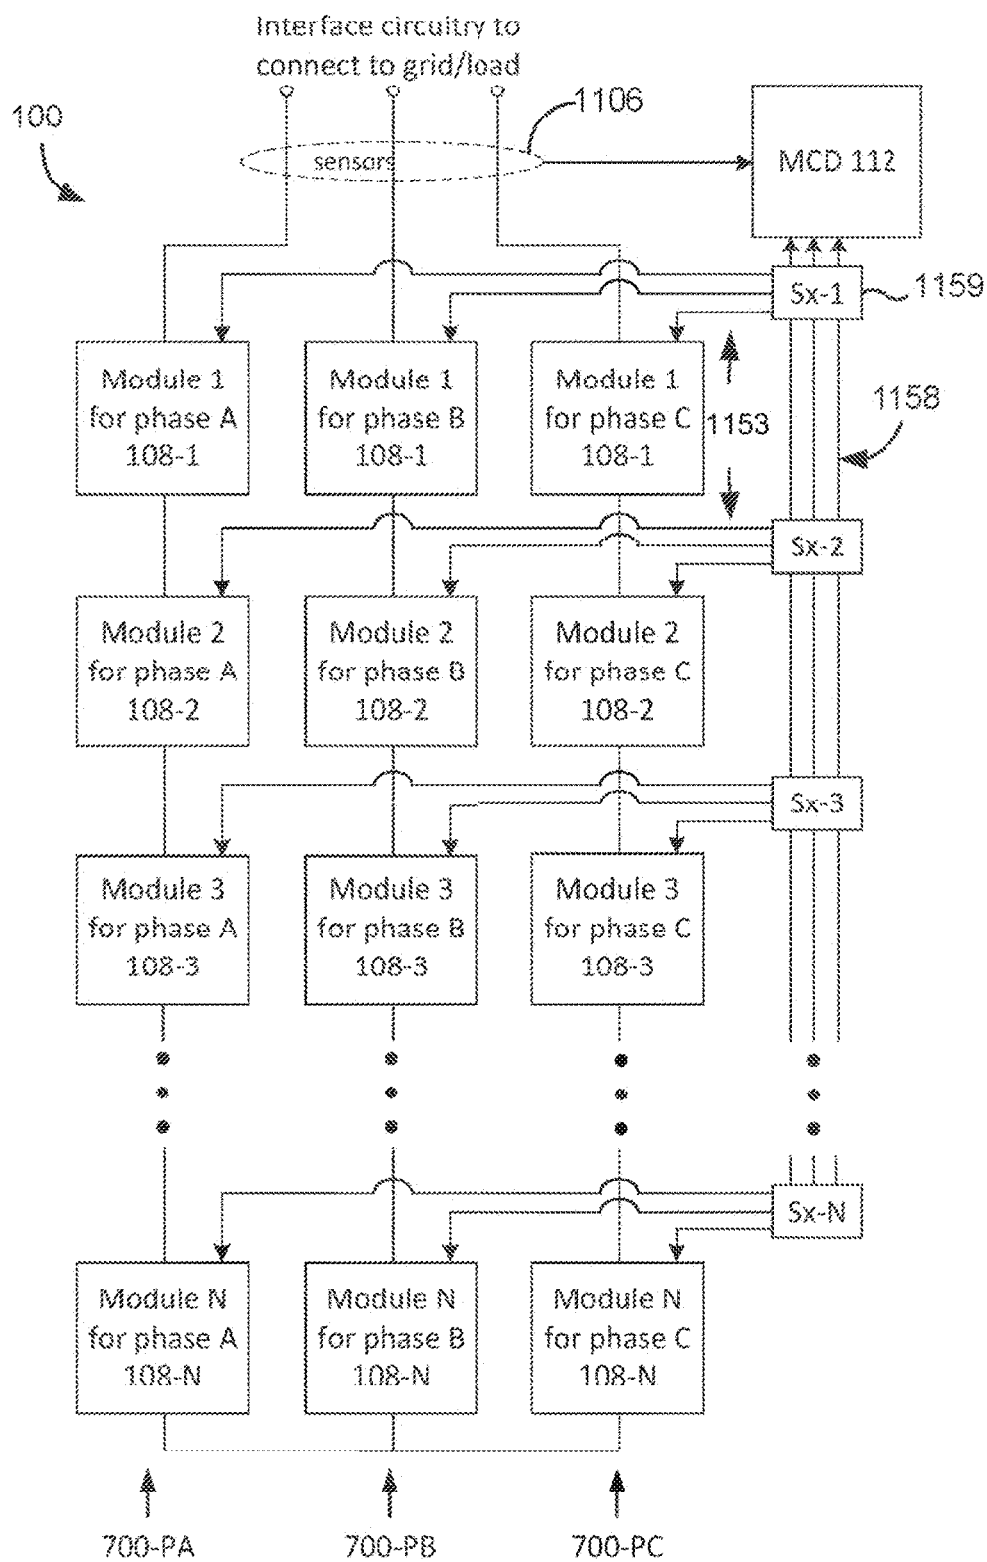 Interface circuitry to
connect to grid/load
100
1106
sensors
MCD 112
Sx-1
1159
Module 1
for phase A
108-1
Module 1
for phase B
108-1
Module 1
for phase C
108-1
1153
1158
Sx-2
Module 2
for phase A
108-2
Module 2
for phase B
108-2
Module 2
for phase C
108-2
Sx-3
Module 3
for phase A
108-3
Module 3
for phase B
108-3
Module 3
for phase C
108-3
Sx-N
Module N
for phase A
108-N
Module N
for phase B
108-N
Module N
for phase C
108-N
700-PA
700-PB
700-PC